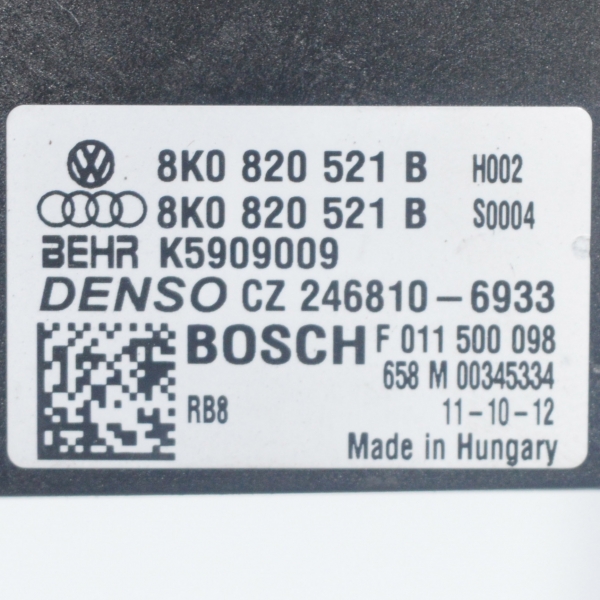 VW 8K0 820 521 B H002
8K0 820 521 B S0004
BEHR K5909009
DENSO CZ 246810-6933
BOSCH F 011 500 098
658 M 00345334
RB8 11-10-12
Made in Hungary